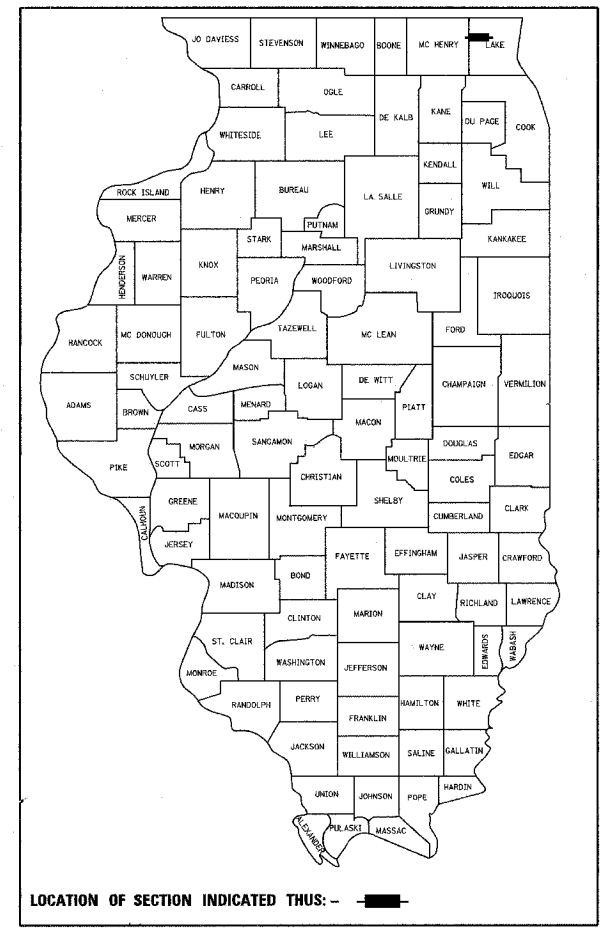 JO DAVIESS STEVENSON WINNEBAGO BOONE MC HENRY LAKE
CARROLL OGLE DE KALB KANE DU PAGE COOK
WHITESIDE LEE
KENDALL
ROCK ISLAND HENRY BUREAU LA SALLE GRUNDY WILL
MERCER PUTNAM
STARK MARSHALL KANKAKEE
HENDERSON WARREN KNOX PEORIA WOODFORD LIVINGSTON IROQUOIS
HANCOCK MC DONOUGH FULTON TAZEWELL MC LEAN FORD
MASON
SCHUYLER LOGAN DE WITT CHAMPAIGN VERMILION
ADAMS BROWN CASS MENARD PIATT
MACON
MORGAN SANGAMON DOUGLAS EDGAR
PIKE SCOTT CHRISTIAN MOULTRIE
COLES
GREENE MACOUPIN MONTGOMERY SHELBY CUMBERLAND CLARK
CALHOUN JERSEY
FAYETTE EFFINGHAM JASPER CRAWFORD
MADISON BOND
CLINTON MARION CLAY RICHLAND LAWRENCE
ST. CLAIR WAYNE EDWARDS WABASH
WASHINGTON JEFFERSON
MONROE
RANDOLPH PERRY HAMILTON WHITE
FRANKLIN
JACKSON WILLIAMSON SALINE GALLATIN
UNION JOHNSON POPE HARDIN
ALEXANDER PULASKI MASSAC
LOCATION OF SECTION INDICATED THUS: -